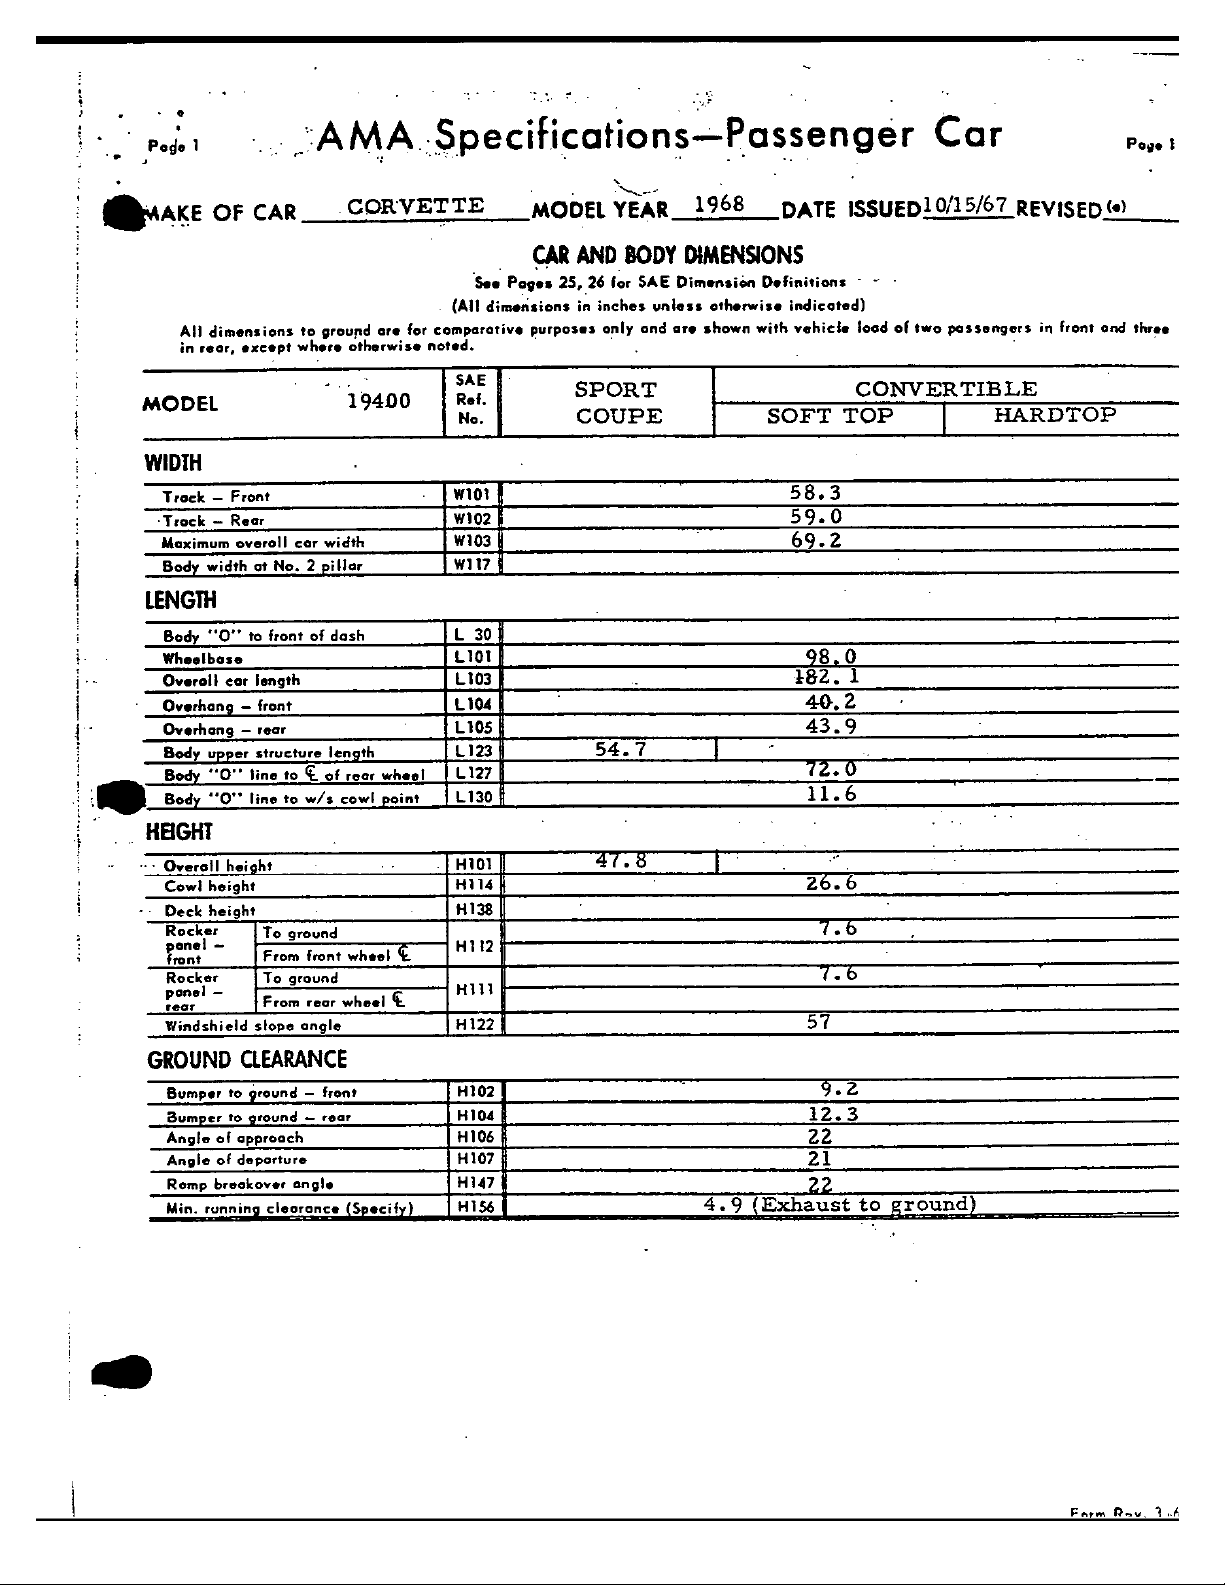 Page 1 AMA Specifications—Passenger Car Page 1
MAKE OF CAR CORVETTE MODEL YEAR 1968 DATE ISSUED 10/15/67 REVISED (•)
CAR AND BODY DIMENSIONS
See Pages 25, 26 for SAE Dimension Definitions
(All dimensions in inches unless otherwise indicated)
All dimensions to ground are for comparative purposes only and are shown with vehicle load of two passengers in front and three
in rear, except where otherwise noted.
MODEL 19400 SAE Ref. No. SPORT COUPE CONVERTIBLE
SOFT TOP HARDTOP
WIDTH
Track – Front W101 58.3
Track – Rear W102 59.0
Maximum overall car width W103 69.2
Body width at No. 2 pillar W117
LENGTH
Body "O" to front of dash L 30
Wheelbase L101 98.0
Overall car length L103 182.1
Overhang – front L104 40.2
Overhang – rear L105 43.9
Body upper structure length L123 54.7
Body "O" line to ℄ of rear wheel L127 72.0
Body "O" line to w/s cowl point L130 11.6
HEIGHT
Overall height H101 47.8
Cowl height H114 26.6
Deck height H138
Rocker panel – front To ground H112 7.6
From front wheel ℄
Rocker panel – rear To ground H111 7.6
From rear wheel ℄
Windshield slope angle H122 57
GROUND CLEARANCE
Bumper to ground – front H102 9.2
Bumper to ground – rear H104 12.3
Angle of approach H106 22
Angle of departure H107 21
Ramp breakover angle H147 22
Min. running clearance (Specify) H156 4.9 (Exhaust to ground)
Form Rev. 3-6